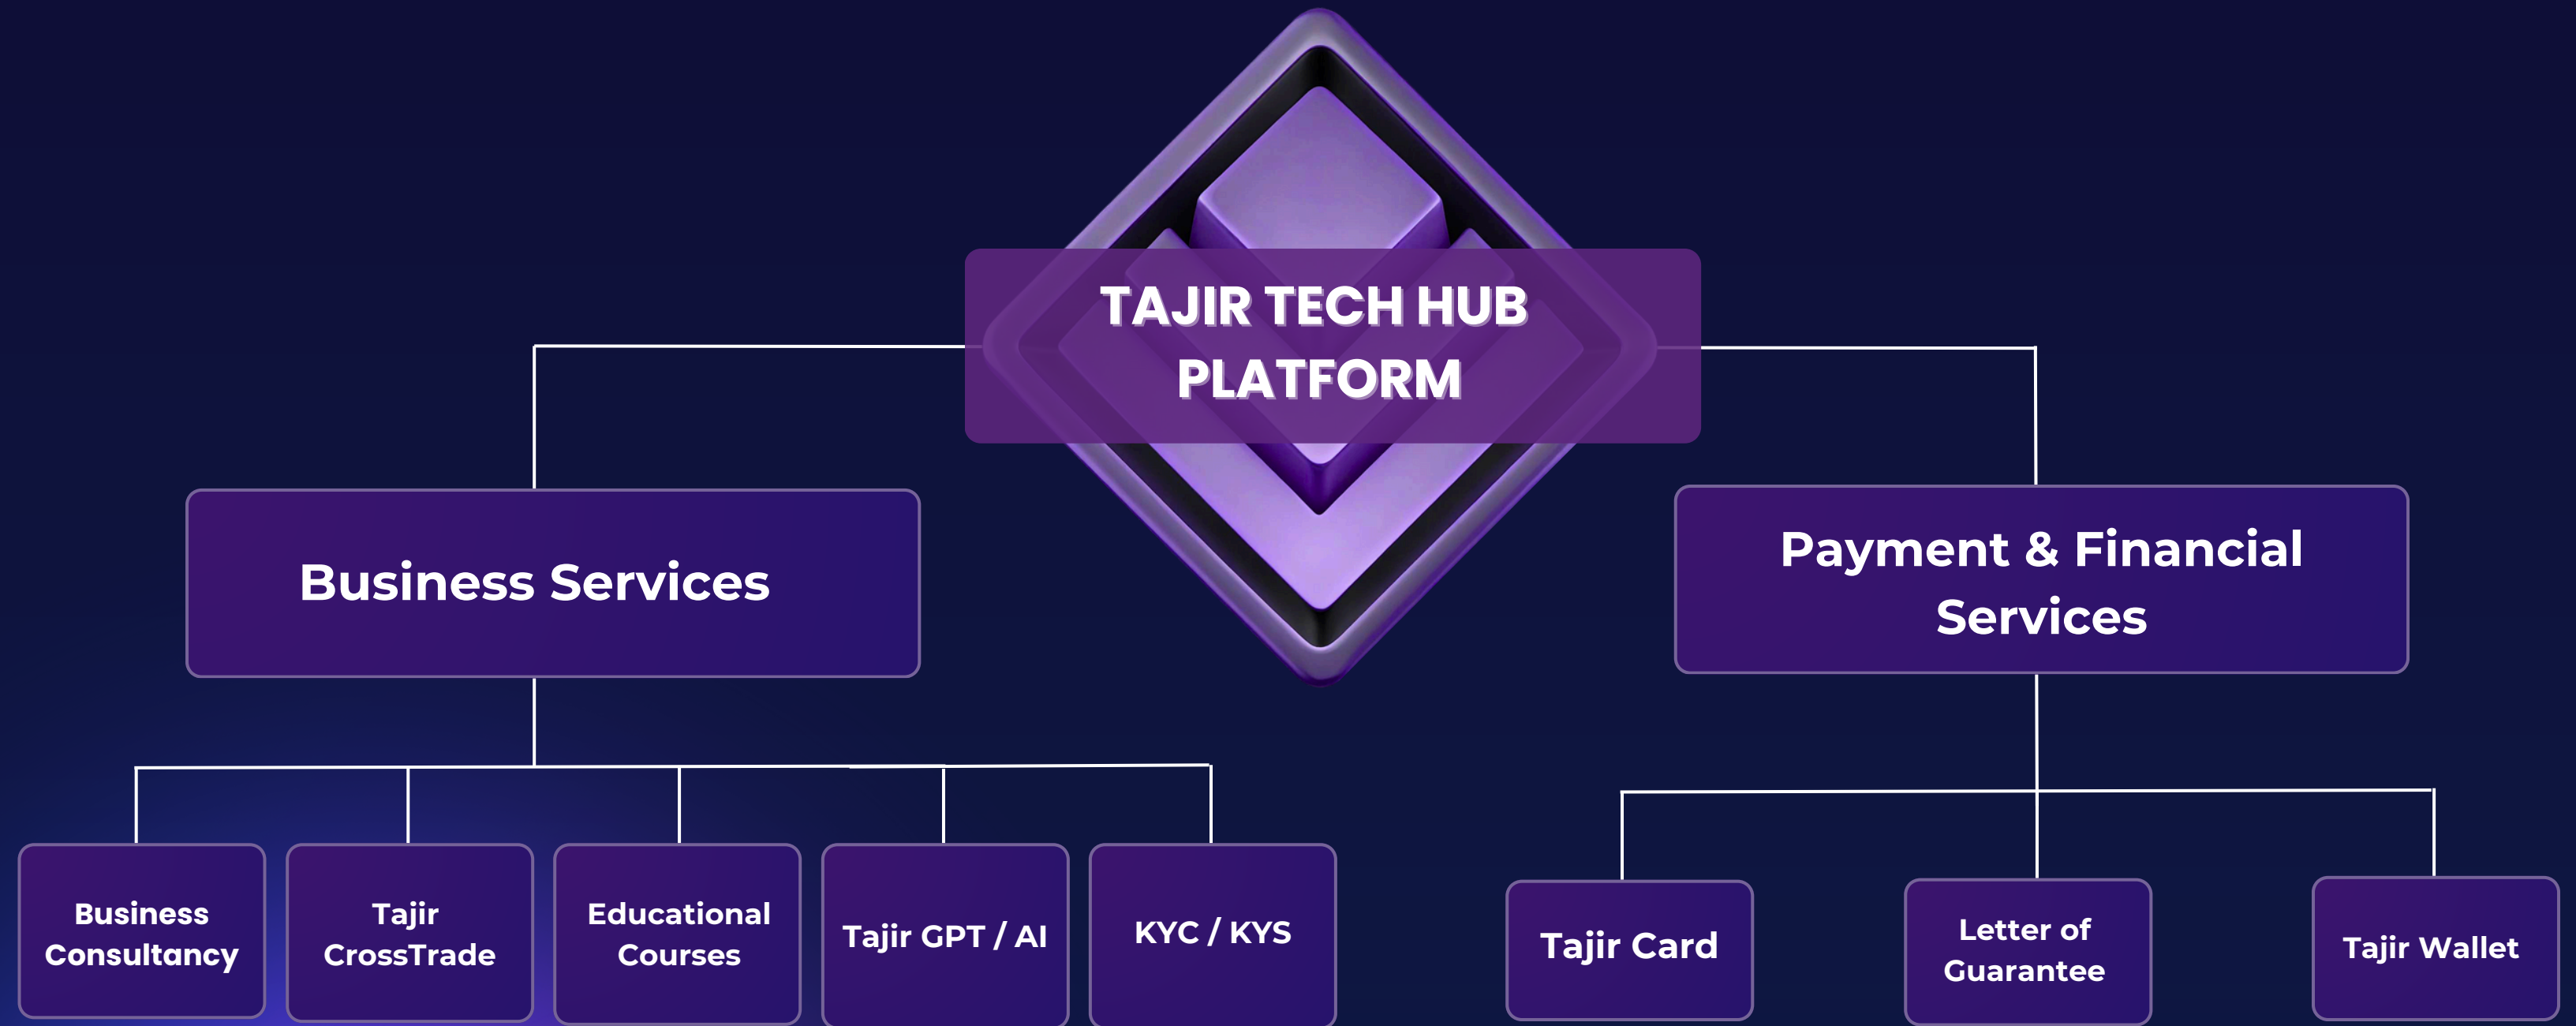 TAJIR TECH HUB
PLATFORM
Business Services
Payment & Financial
Services
Business
Consultancy
Tajir
CrossTrade
Educational
Courses
Tajir GPT / AI
KYC / KYS
Tajir Card
Letter of
Guarantee
Tajir Wallet